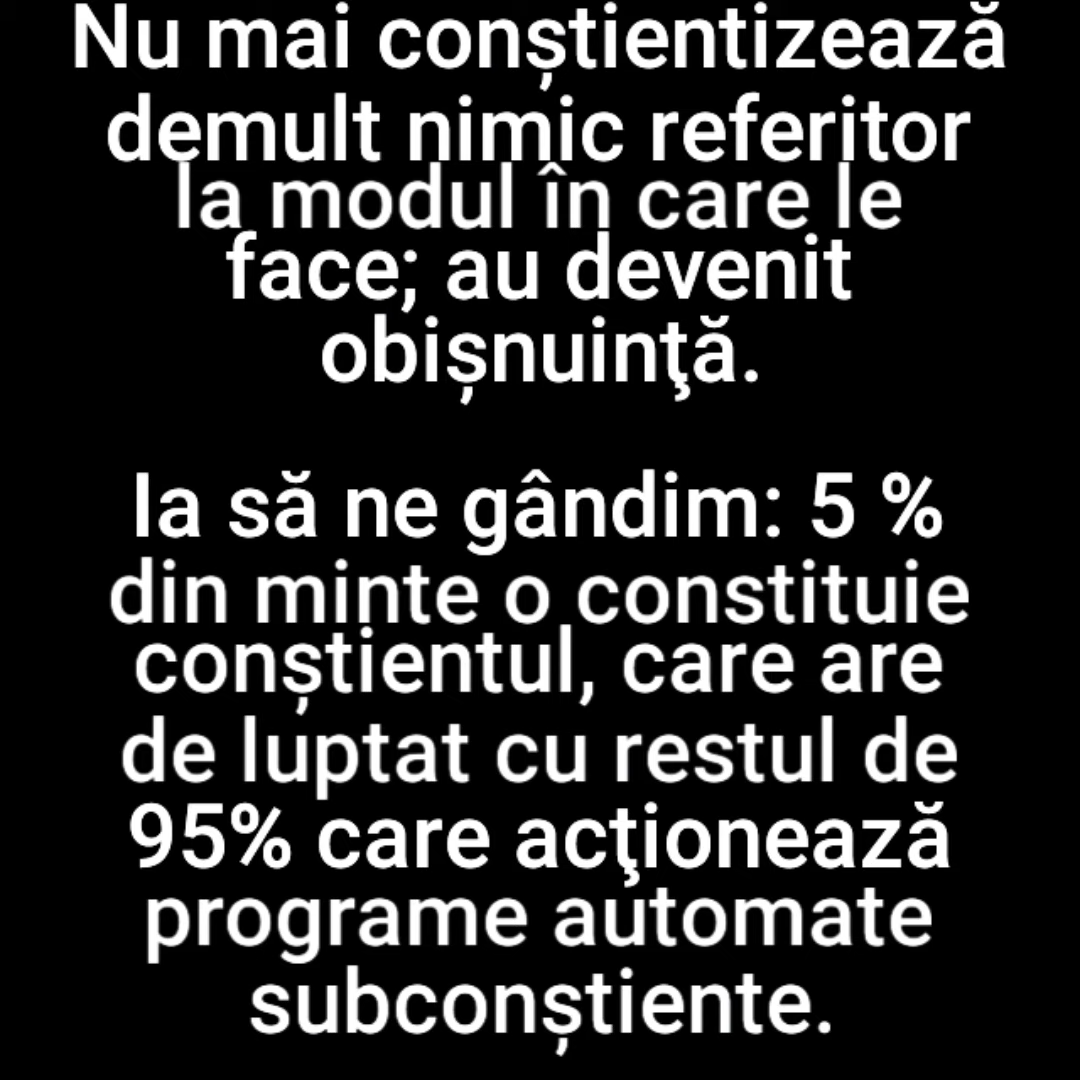 Nu mai conștientizează
demult nimic referitor
la modul în care le
face; au devenit
obișnuinţă.
Ia să ne gândim: 5 %
din minte o constituie
conștientul, care are
de luptat cu restul de
95% care acţionează
programe automate
subconștiente.